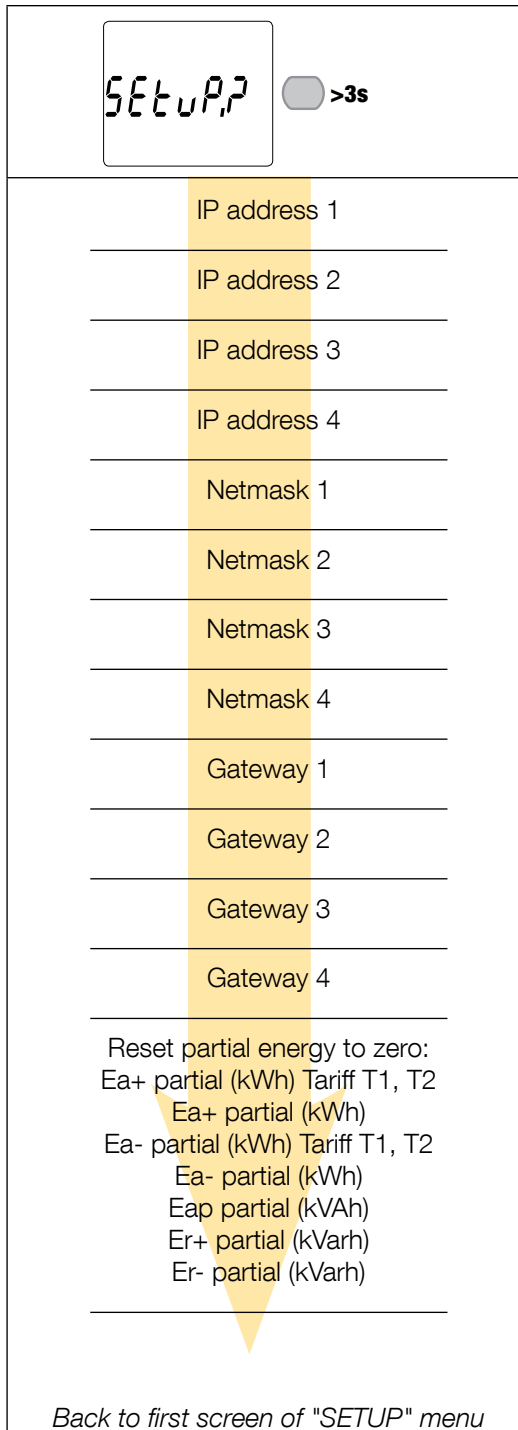 SEtuP,?
>3s
IP address 1
IP address 2
IP address 3
IP address 4
Netmask 1
Netmask 2
Netmask 3
Netmask 4
Gateway 1
Gateway 2
Gateway 3
Gateway 4
Reset partial energy to zero:
Ea+ partial (kWh) Tariff T1, T2
Ea+ partial (kWh)
Ea- partial (kWh) Tariff T1, T2
Ea- partial (kWh)
Eap partial (kVAh)
Er+ partial (kVarh)
Er- partial (kVarh)
Back to first screen of "SETUP" menu